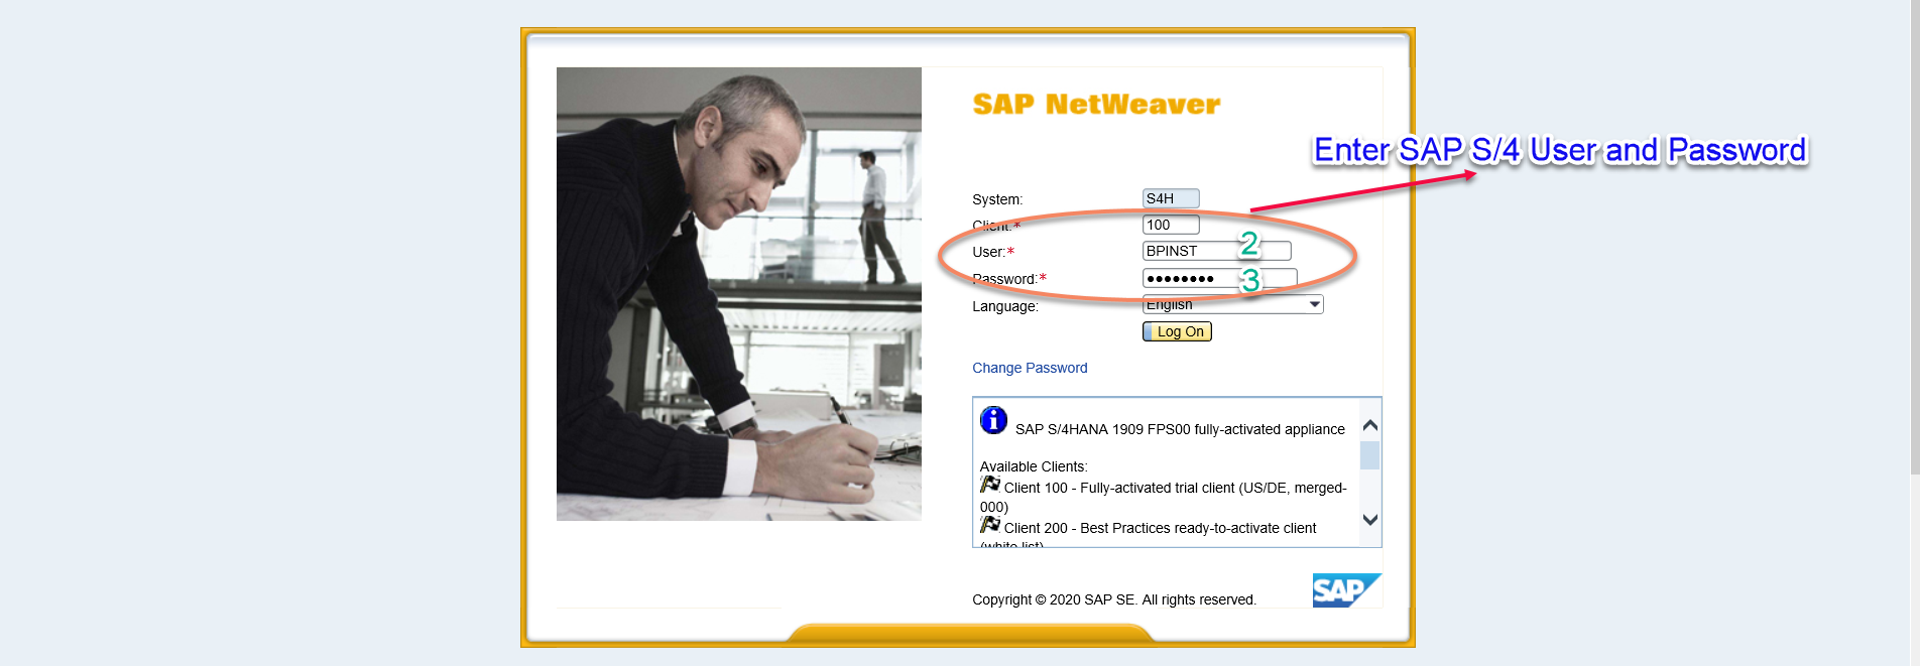 SAP NetWeaver
Enter SAP S/4 User and Password
System: S4H
Client:* 100
User:* BPINST 2
Password:* •••••••• 3
Language: English
Log On
Change Password
i SAP S/4HANA 1909 FPS00 fully-activated appliance
Available Clients:
Client 100 - Fully-activated trial client (US/DE, merged-
000)
Client 200 - Best Practices ready-to-activate client
(white list)
Copyright © 2020 SAP SE. All rights reserved.
SAP